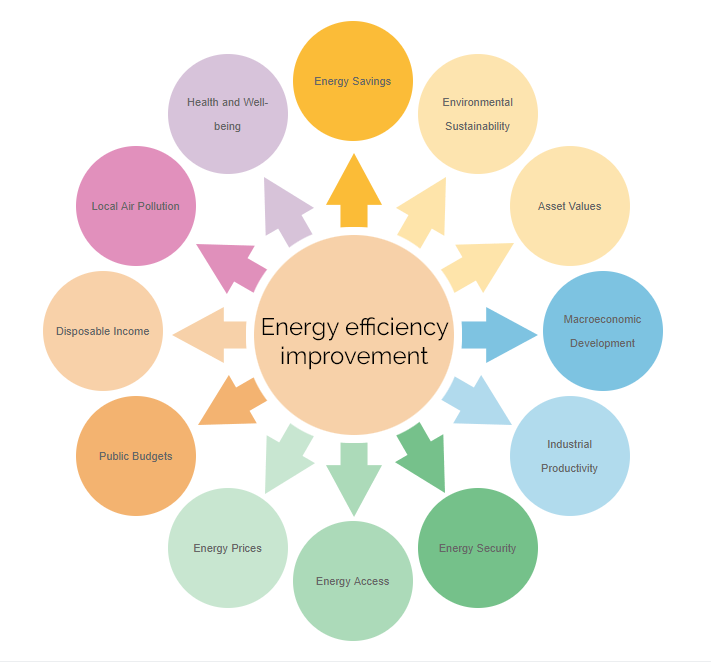 Energy Savings
Environmental
Sustainability
Asset Values
Macroeconomic
Development
Industrial
Productivity
Energy Security
Energy Access
Energy Prices
Public Budgets
Disposable Income
Local Air Pollution
Health and Well-
being
Energy efficiency
improvement